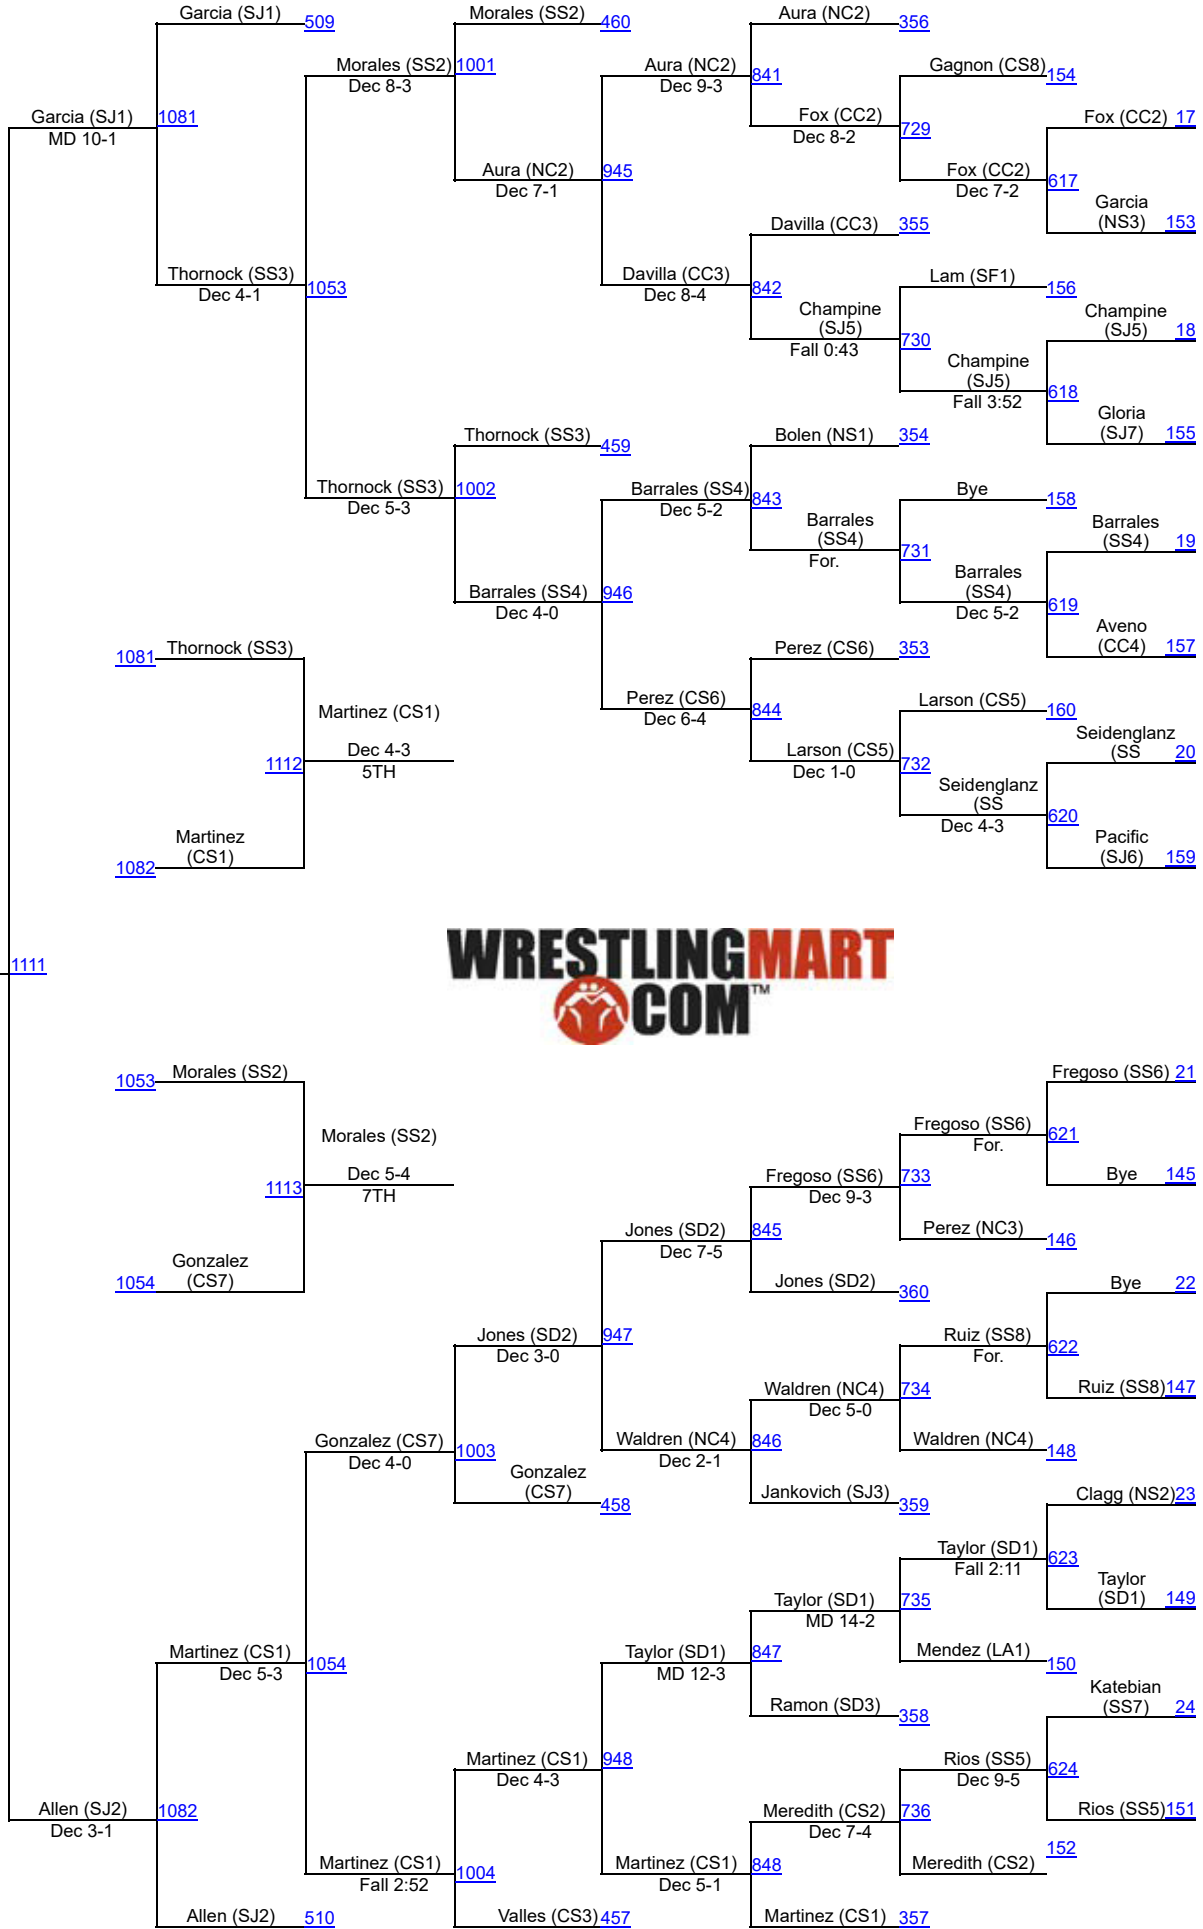 Garcia (SJ1) 509 Morales (SS2) 460 Aura (NC2) 356
Morales (SS2) 1001 Aura (NC2) 841 Gagnon (CS8) 154
Dec 8-3 Dec 9-3
Garcia (SJ1) 1081 Fox (CC2) 729 Fox (CC2) 17
MD 10-1 Dec 8-2
Aura (NC2) 945 Fox (CC2) 617
Dec 7-1 Dec 7-2
Garcia
(NS3) 153
Davilla (CC3) 355
Thornock (SS3) 1053 Davilla (CC3) 842 Lam (SF1) 156
Dec 4-1 Dec 8-4
Champine
(SJ5) 730
Fall 0:43
Champine
(SJ5) 18
Champine
(SJ5) 618
Fall 3:52
Gloria
(SJ7) 155
Thornock (SS3) 459 Bolen (NS1) 354
Thornock (SS3) 1002 Barrales (SS4) 843 Bye 158
Dec 5-3 Dec 5-2
Barrales
(SS4) 731
For.
Barrales
(SS4) 19
Barrales (SS4) 946
Dec 4-0
Barrales
(SS4) 619
Dec 5-2
Aveno
(CC4) 157
1081 Thornock (SS3) Perez (CS6) 353
Martinez (CS1) Perez (CS6) 844 Larson (CS5) 160
Dec 6-4
1112 Dec 4-3 Larson (CS5) 732
5TH Dec 1-0
Seidenglanz
(SS 20
Seidenglanz
(SS 620
Dec 4-3
Martinez
1082 (CS1)
Pacific
(SJ6) 159
1111
WRESTLINGMART
COM™
1053 Morales (SS2) Fregoso (SS6) 21
Morales (SS2) Fregoso (SS6) 621
For.
1113 Dec 5-4 Fregoso (SS6) 733 Bye 145
7TH Dec 9-3
Jones (SD2) 845 Perez (NC3) 146
Dec 7-5
Gonzalez
1054 (CS7) Jones (SD2) 360 Bye 22
Jones (SD2) 947 Ruiz (SS8) 622
Dec 3-0 For.
Waldren (NC4) 734 Ruiz (SS8) 147
Dec 5-0
Gonzalez (CS7) 1003 Waldren (NC4) 846 Waldren (NC4) 148
Dec 4-0 Dec 2-1
Gonzalez
(CS7) 458 Jankovich (SJ3) 359 Clagg (NS2) 23
Taylor (SD1) 623
Fall 2:11
Taylor (SD1) 735
MD 14-2
Taylor
(SD1) 149
Martinez (CS1) 1054 Taylor (SD1) 847 Mendez (LA1) 150
Dec 5-3 MD 12-3
Ramon (SD3) 358
Katebian
(SS7) 24
Martinez (CS1) 948 Rios (SS5) 624
Dec 4-3 Dec 9-5
Allen (SJ2) 1082 Meredith (CS2) 736 Rios (SS5) 151
Dec 3-1 Dec 7-4
Martinez (CS1) 1004 Martinez (CS1) 848 Meredith (CS2) 152
Fall 2:52 Dec 5-1
Allen (SJ2) 510 Valles (CS3) 457 Martinez (CS1) 357